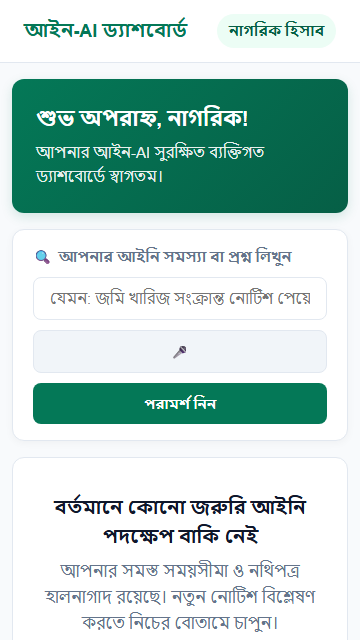 আইন-AI ড্যাশবোর্ড
নাগরিক হিসাব
শুভ অপরাহ্ন, নাগরিক!
আপনার আইন-AI সুরক্ষিত ব্যক্তিগত
ড্যাশবোর্ডে স্বাগতম।
আপনার আইনি সমস্যা বা প্রশ্ন লিখুন
যেমন: জমি খারিজ সংক্রান্ত নোটিশ পেয়ে
পরামর্শ নিন
বর্তমানে কোনো জরুরি আইনি
পদক্ষেপ বাকি নেই
আপনার সমস্ত সময়সীমা ও নথিপত্র
হালনাগাদ রয়েছে। নতুন নোটিশ বিশ্লেষণ
করতে নিচের বোতামে চাপুন।